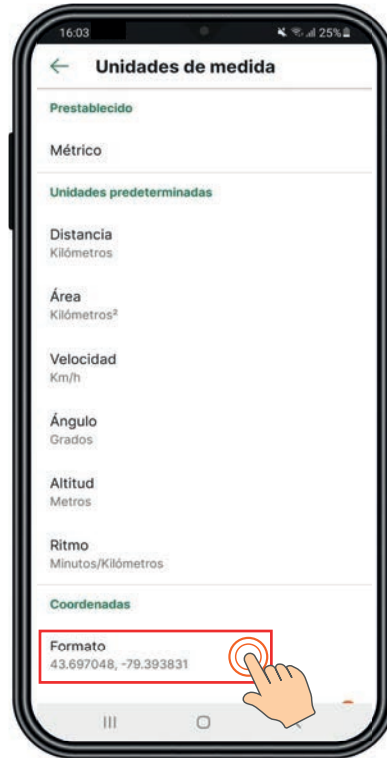 16:03
25%
Unidades de medida
Prestablecido
Métrico
Unidades predeterminadas
Distancia
Kilómetros
Área
Kilómetros²
Velocidad
Km/h
Ángulo
Grados
Altitud
Metros
Ritmo
Minutos/Kilómetros
Coordenadas
Formato
43.697048, -79.393831